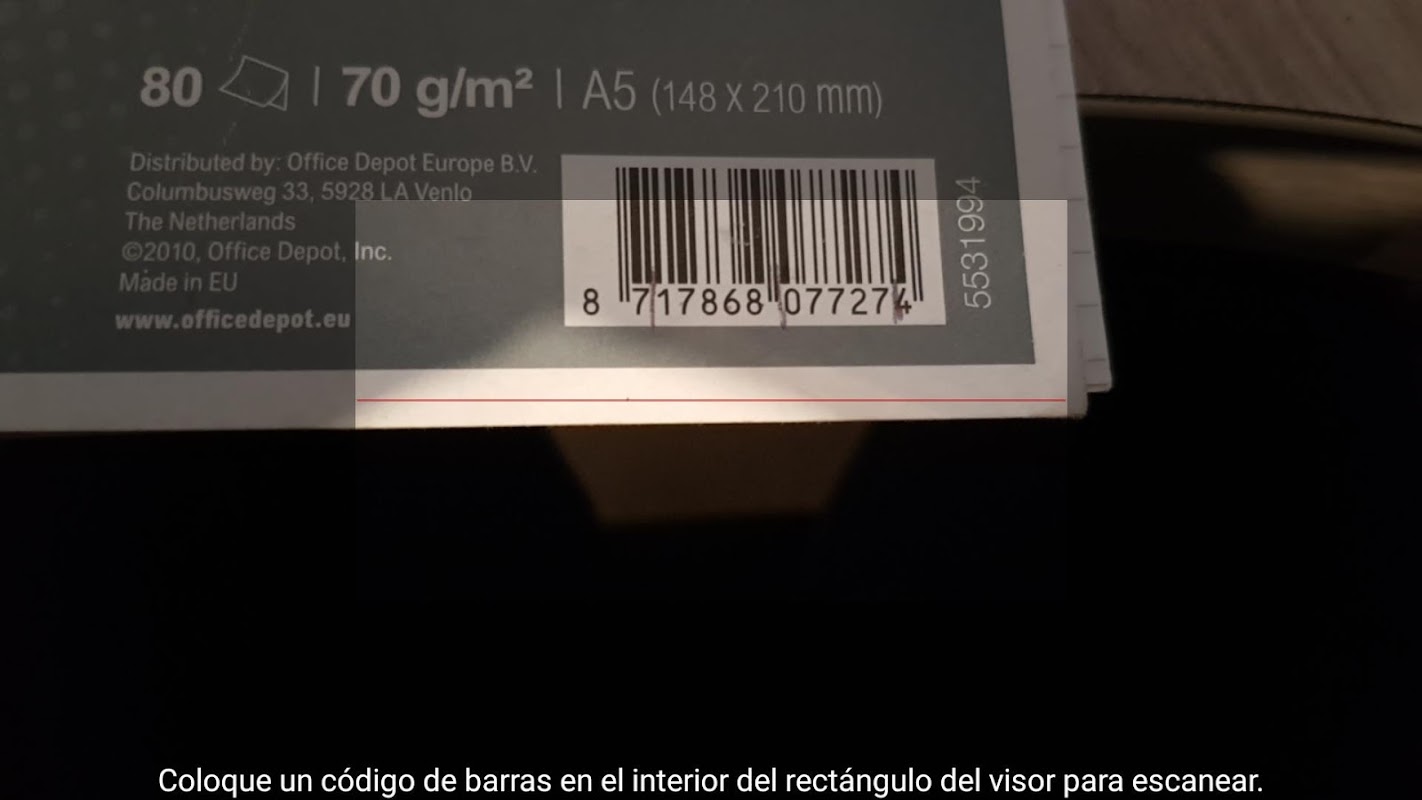 80 | 70 g/m² | A5 (148 X 210 mm)
Distributed by: Office Depot Europe B.V.
Columbusweg 33, 5928 LA Venlo
The Netherlands
©2010, Office Depot, Inc.
Made in EU
www.officedepot.eu
8 717868 077274
5531994
Coloque un código de barras en el interior del rectángulo del visor para escanear.